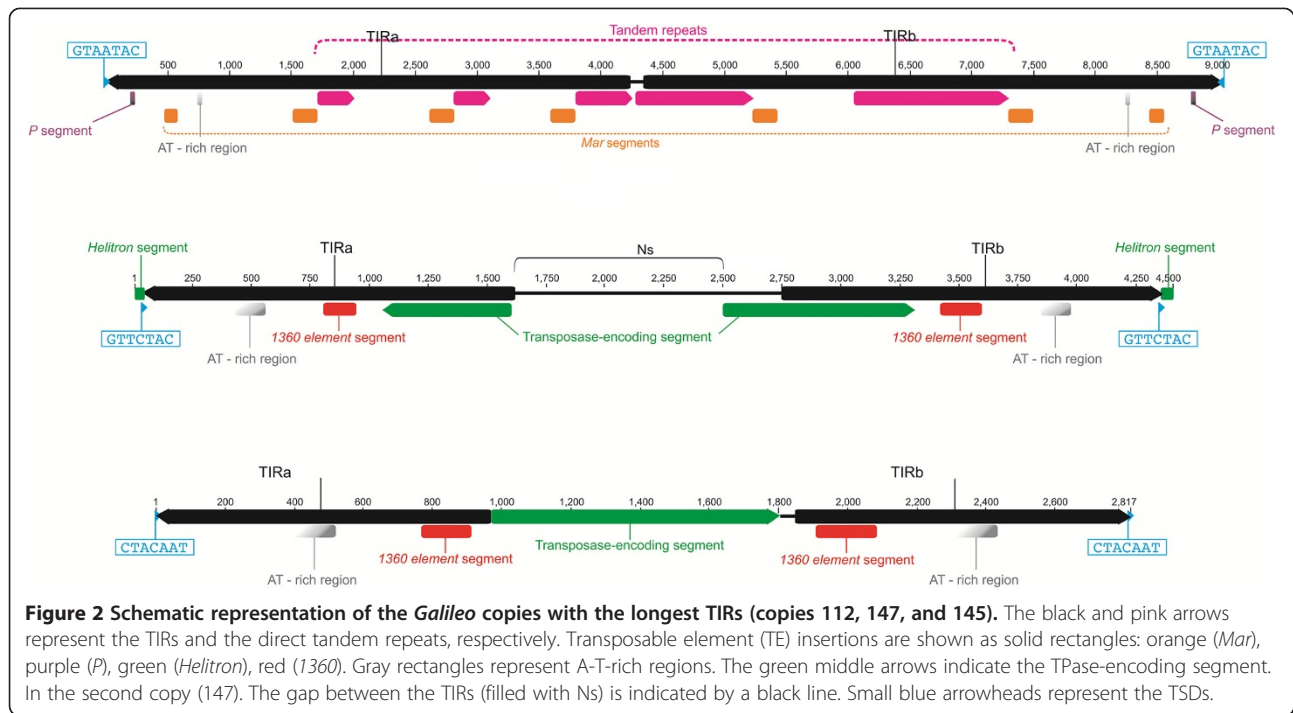 Tandem repeats
GTAATAC
TIRa
TIRb
GTAATAC
500 1,000 1,500 2,000 2,500 3,000 3,500 4,000 4,500 5,000 5,500 6,000 6,500 7,000 7,500 8,000 8,500 9,000
P segment
AT - rich region
Mar segments
AT - rich region
P segment
Helitron segment
TIRa
Ns
TIRb
Helitron segment
1 250 500 750 1,000 1,250 1,500 1,750 2,000 2,250 2,500 2,750 3,000 3,250 3,500 3,750 4,000 4,250 4,500
GTTCTAC
AT - rich region
1360 element segment
Transposase-encoding segment
1360 element segment
AT - rich region
GTTCTAC
TIRa
TIRb
1 200 400 600 800 1,000 1,200 1,400 1,600 1,800 2,000 2,200 2,400 2,600 2,817
CTACAAT
AT - rich region
1360 element segment
Transposase-encoding segment
1360 element segment
AT - rich region
CTACAAT
Figure 2 Schematic representation of the Galileo copies with the longest TIRs (copies 112, 147, and 145). The black and pink arrows
represent the TIRs and the direct tandem repeats, respectively. Transposable element (TE) insertions are shown as solid rectangles: orange (Mar),
purple (P), green (Helitron), red (1360). Gray rectangles represent A-T-rich regions. The green middle arrows indicate the TPase-encoding segment.
In the second copy (147). The gap between the TIRs (filled with Ns) is indicated by a black line. Small blue arrowheads represent the TSDs.